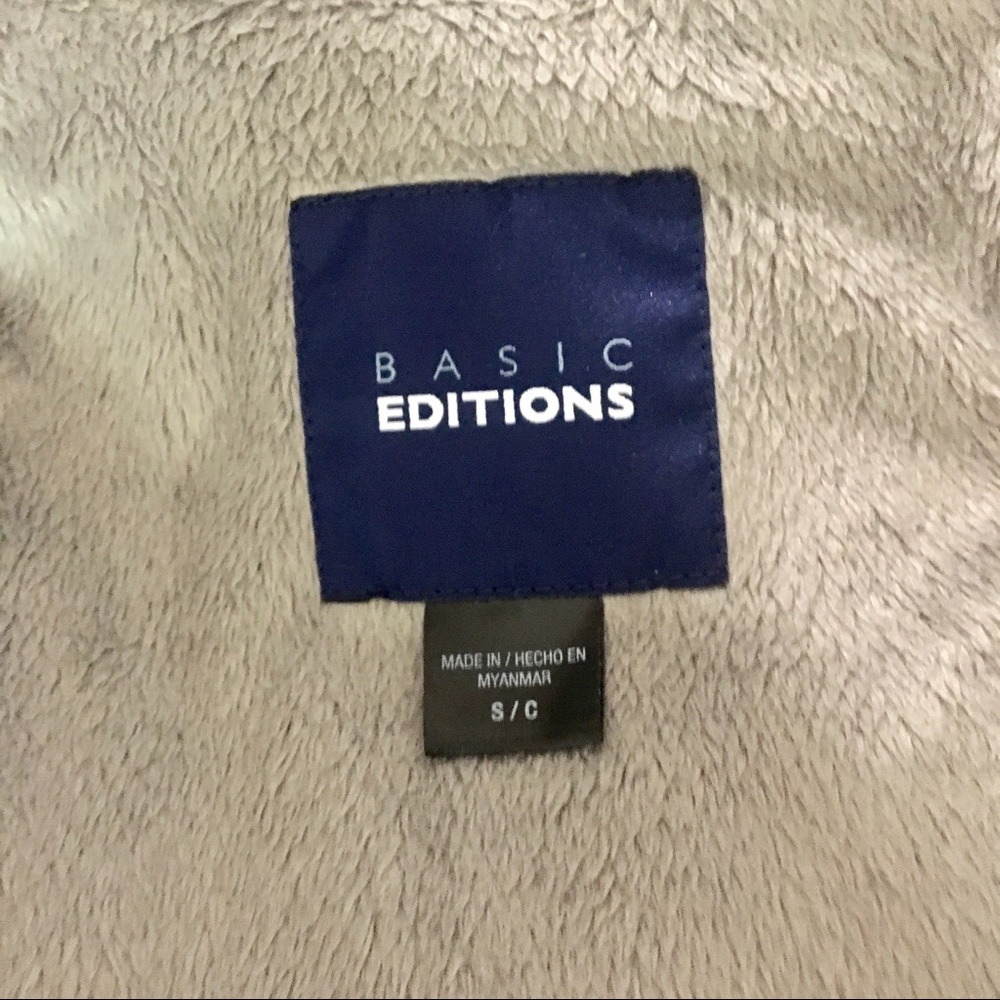 BASIC
EDITIONS
MADE IN / HECHO EN
MYANMAR
S / C